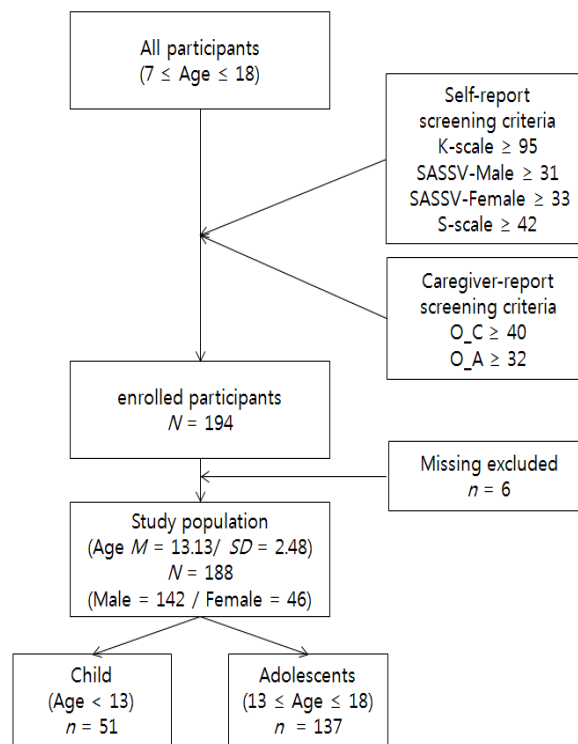 All participants
(7 ≤ Age ≤ 18)
Self-report
screening criteria
K-scale ≥ 95
SASSV-Male ≥ 31
SASSV-Female ≥ 33
S-scale ≥ 42
Caregiver-report
screening criteria
O_C ≥ 40
O_A ≥ 32
enrolled participants
N = 194
Missing excluded
n = 6
Study population
(Age M = 13.13/ SD = 2.48)
N = 188
(Male = 142 / Female = 46)
Child
(Age < 13)
n = 51
Adolescents
(13 ≤ Age ≤ 18)
n = 137